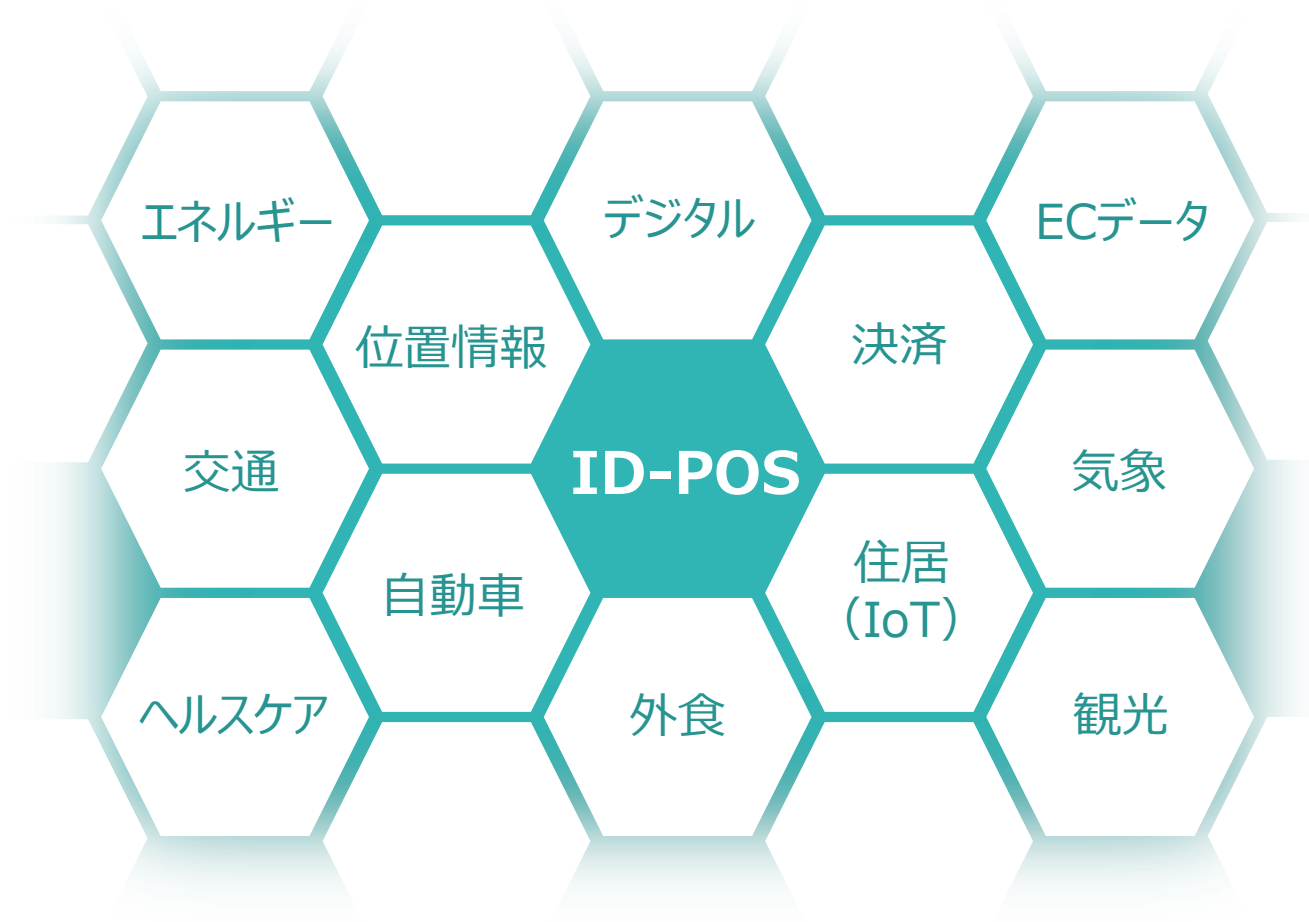 エネルギー
デジタル
ECデータ
位置情報
決済
交通
ID-POS
気象
自動車
住居
（IoT）
ヘルスケア
外食
観光